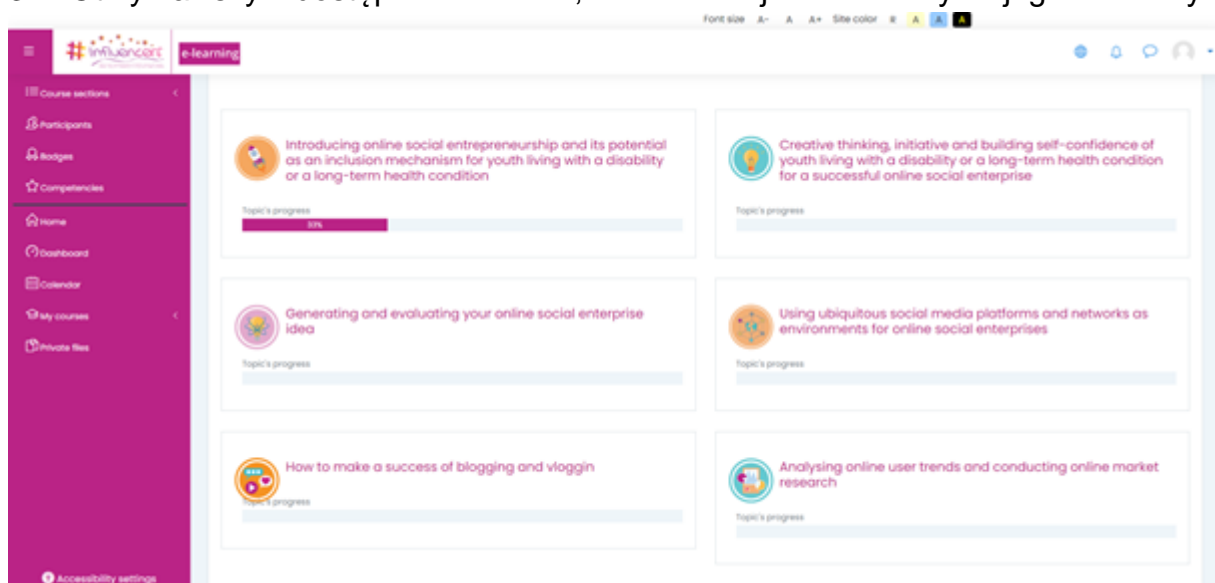 Font size A- A A+ Site color R A A A
#influencent e-learning
Course sections
Participants
Badges
Competencies
Home
Dashboard
Calendar
My courses
Private files
Accessibility settings
Introducing online social entrepreneurship and its potential
as an inclusion mechanism for youth living with a disability
or a long-term health condition
Topic's progress
33%
Creative thinking, initiative and building self-confidence of
youth living with a disability or a long-term health condition
for a successful online social enterprise
Topic's progress
Generating and evaluating your online social enterprise
idea
Topic's progress
Using ubiquitous social media platforms and networks as
environments for online social enterprises
Topic's progress
How to make a success of blogging and vloggin
Topic's progress
Analysing online user trends and conducting online market
research
Topic's progress